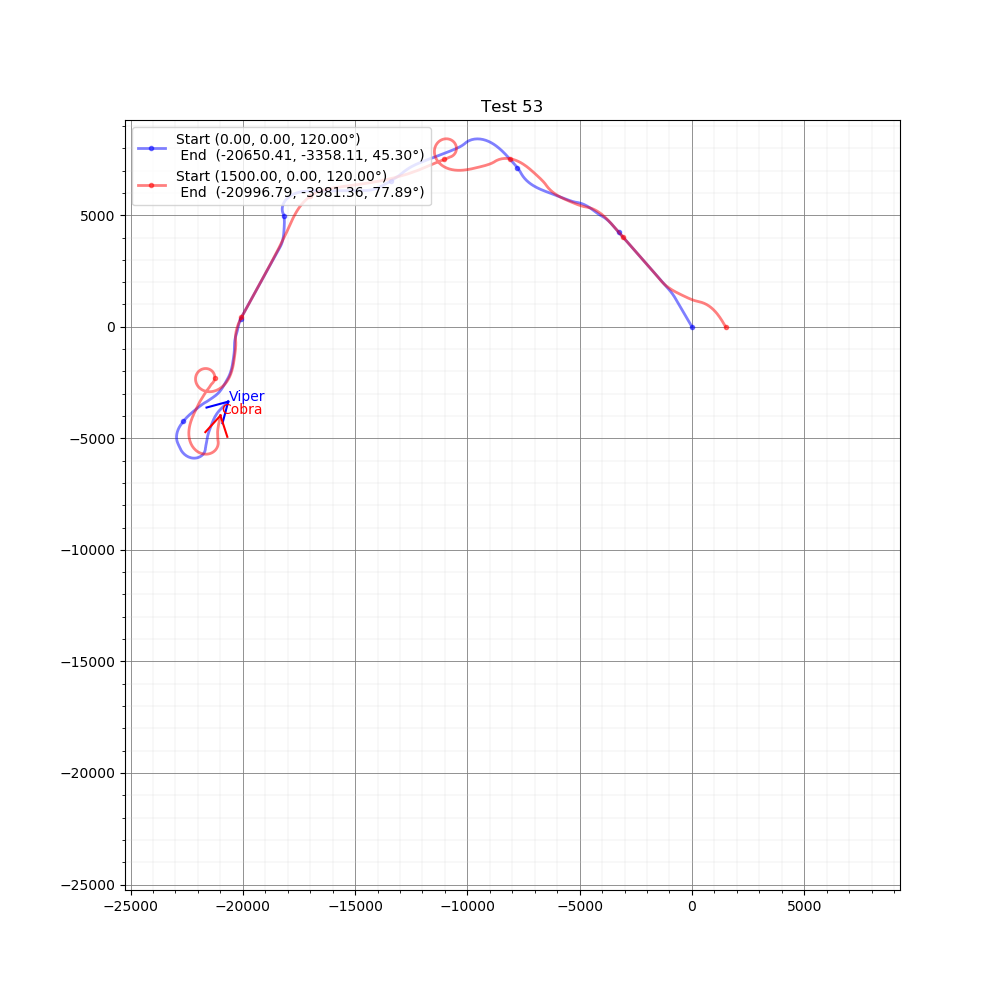 Test 53
Start (0.00, 0.00, 120.00°)
End  (-20650.41, -3358.11, 45.30°)
Start (1500.00, 0.00, 120.00°)
End  (-20996.79, -3981.36, 77.89°)
5000
0
−5000
−10000
−15000
−20000
−25000
Viper
Cobra
−25000 −20000 −15000 −10000 −5000 0 5000